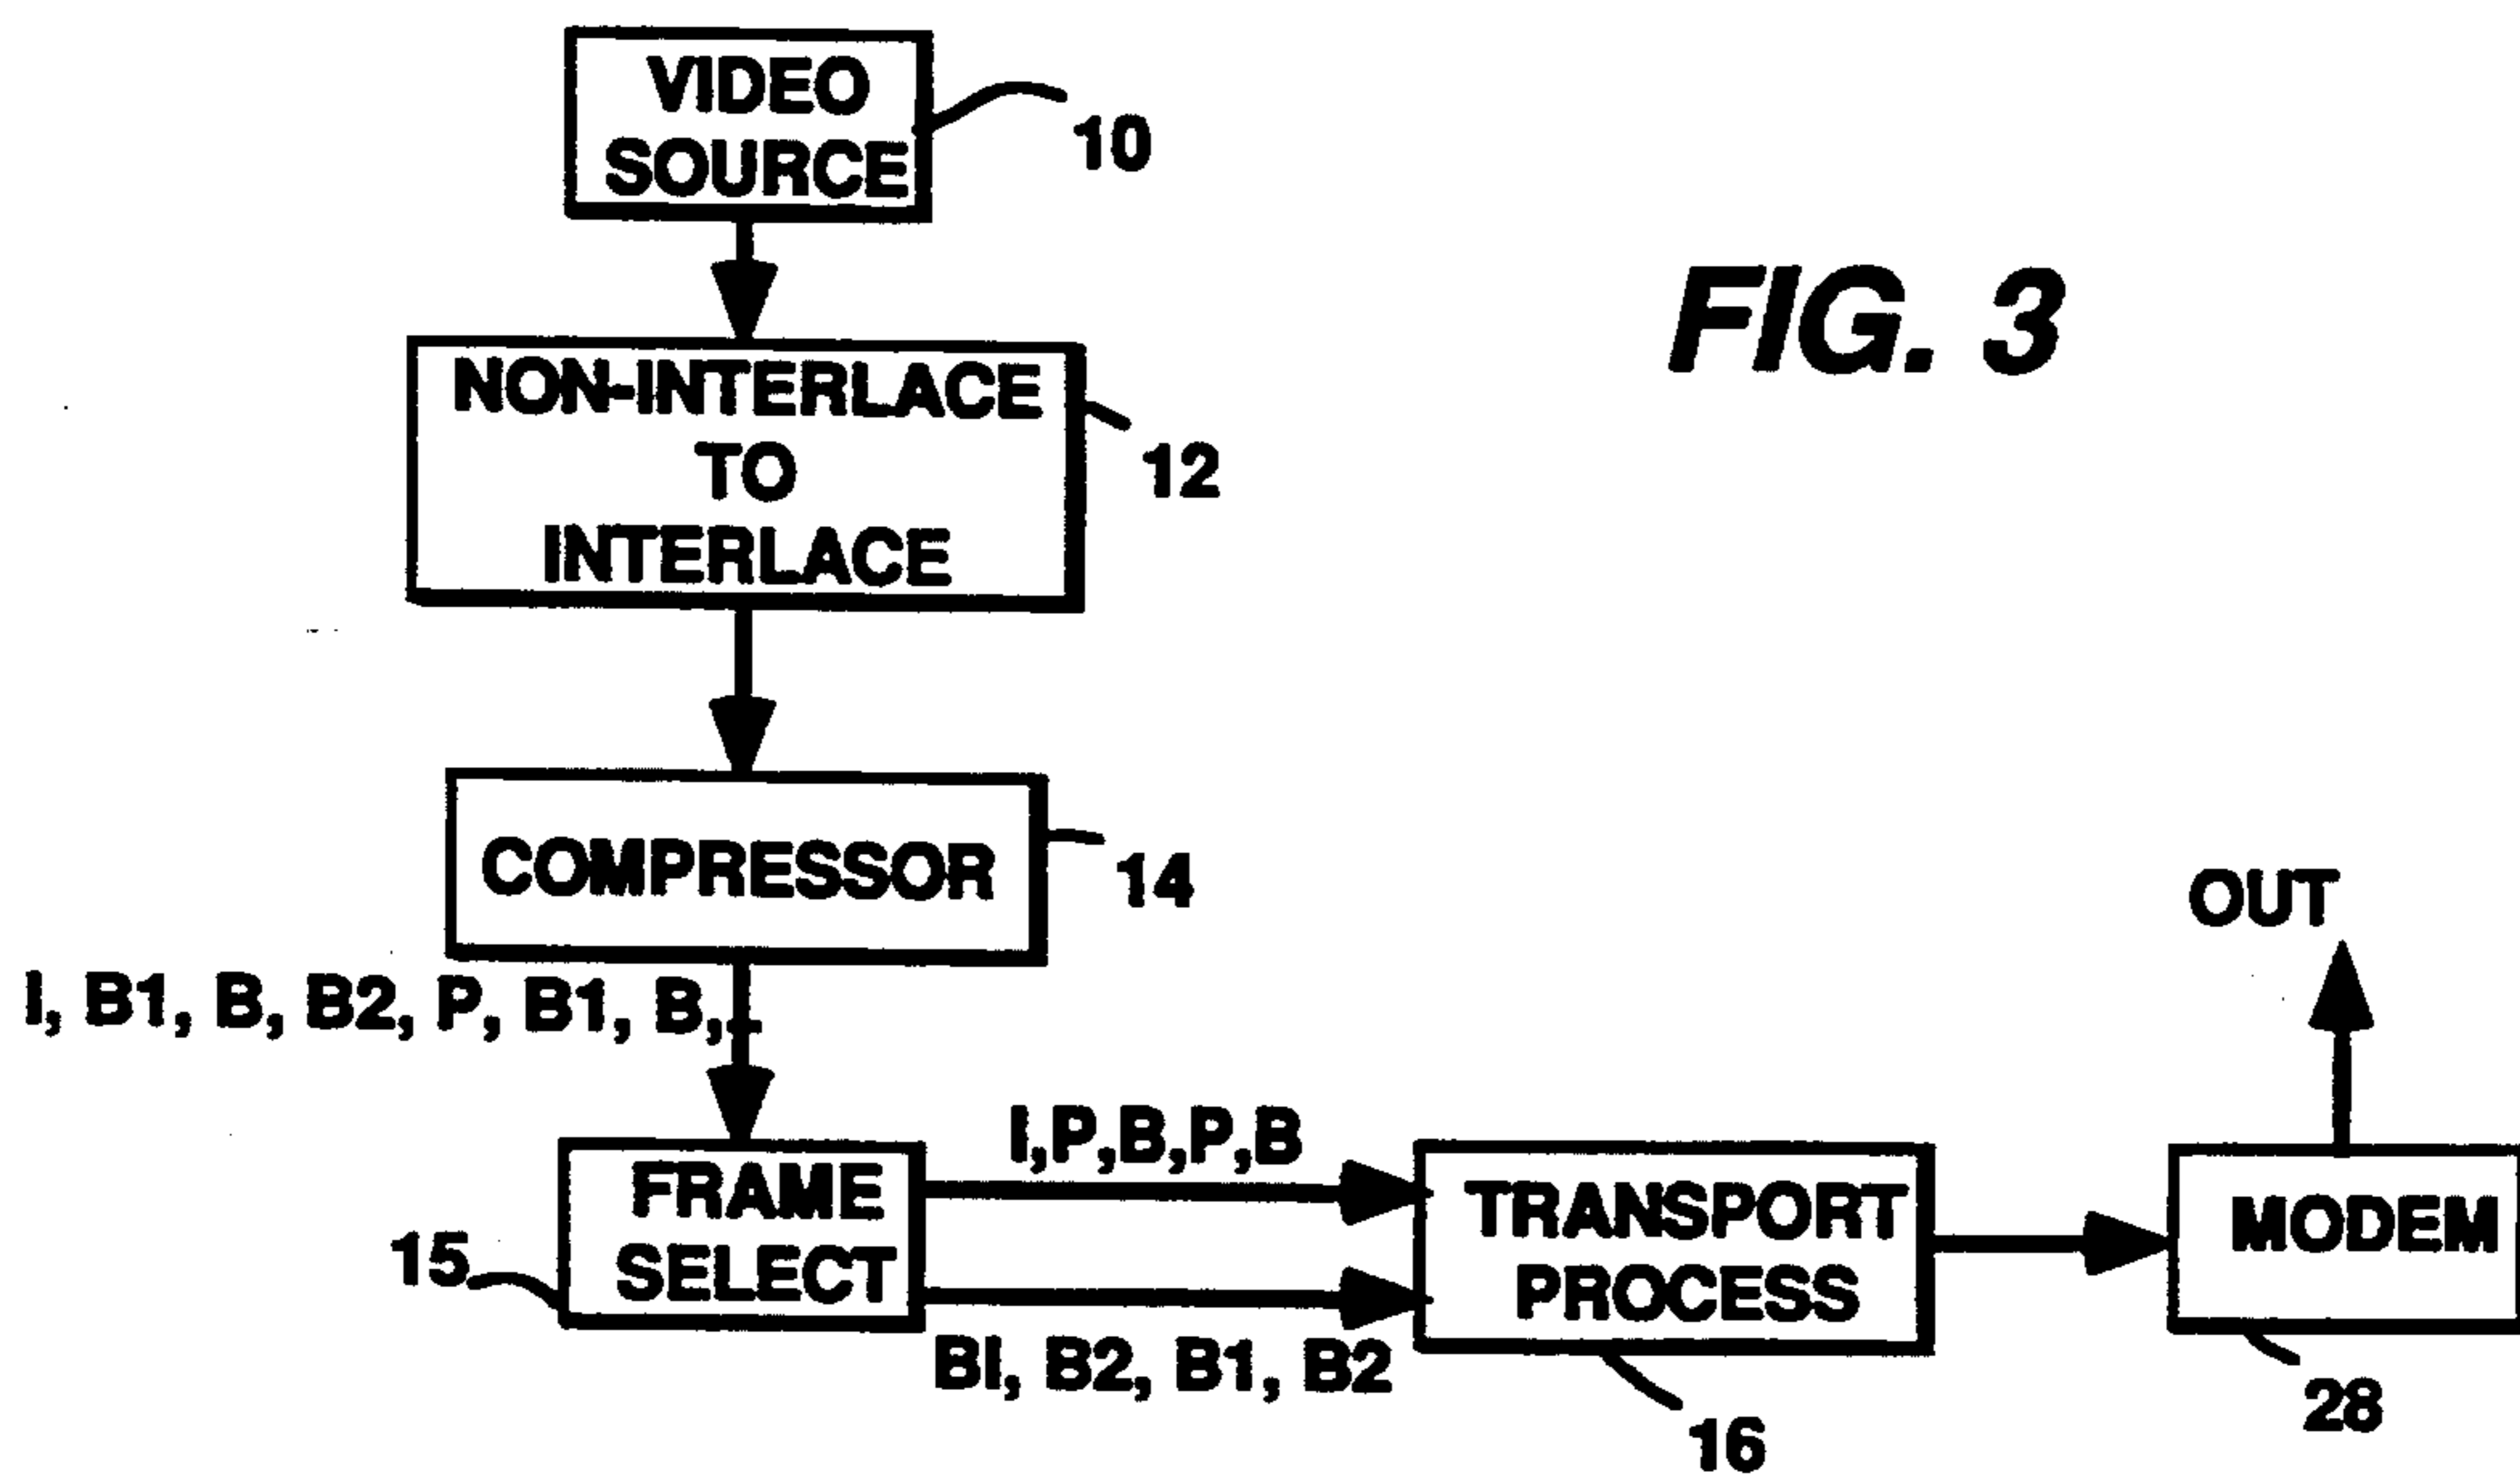 VIDEO
SOURCE
10
FIG. 3
NON-INTERLACE
TO
INTERLACE
12
COMPRESSOR
14
OUT
I, B1, B, B2, P, B1, B,
I,P,B,P,B
FRAME
SELECT
15
TRANSPORT
PROCESS
MODEM
BI, B2, B1, B2
16
28